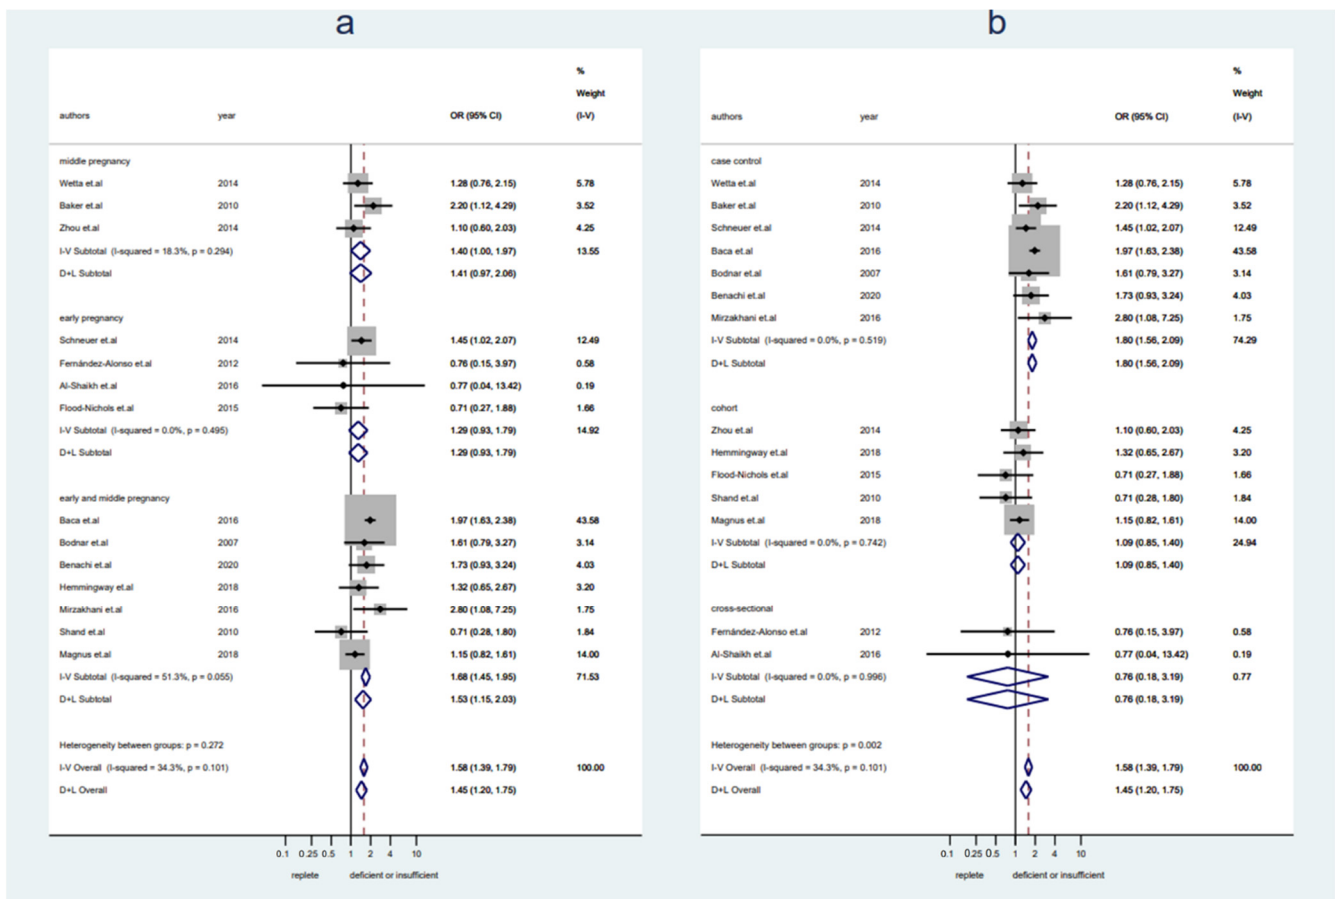 a
%
Weight
authors year OR (95% CI) (I-V)
middle pregnancy
Wetta et.al 2014 1.28 (0.76, 2.15) 5.78
Baker et.al 2010 2.20 (1.12, 4.29) 3.52
Zhou et.al 2014 1.10 (0.60, 2.03) 4.25
I-V Subtotal (I-squared = 18.3%, p = 0.294) 1.40 (1.00, 1.97) 13.55
D+L Subtotal 1.41 (0.97, 2.06)
early pregnancy
Schneuer et.al 2014 1.45 (1.02, 2.07) 12.49
Fernández-Alonso et.al 2012 0.76 (0.15, 3.97) 0.58
Al-Shaikh et.al 2016 0.77 (0.04, 13.42) 0.19
Flood-Nichols et.al 2015 0.71 (0.27, 1.88) 1.66
I-V Subtotal (I-squared = 0.0%, p = 0.495) 1.29 (0.93, 1.79) 14.92
D+L Subtotal 1.29 (0.93, 1.79)
early and middle pregnancy
Baca et.al 2016 1.97 (1.63, 2.38) 43.58
Bodnar et.al 2007 1.61 (0.79, 3.27) 3.14
Benachi et.al 2020 1.73 (0.93, 3.24) 4.03
Hemmingway et.al 2018 1.32 (0.65, 2.67) 3.20
Mirzakhani et.al 2016 2.80 (1.08, 7.25) 1.75
Shand et.al 2010 0.71 (0.28, 1.80) 1.84
Magnus et.al 2018 1.15 (0.82, 1.61) 14.00
I-V Subtotal (I-squared = 51.3%, p = 0.055) 1.68 (1.45, 1.95) 71.53
D+L Subtotal 1.53 (1.15, 2.03)
Heterogeneity between groups: p = 0.272
I-V Overall (I-squared = 34.3%, p = 0.101) 1.58 (1.39, 1.79) 100.00
D+L Overall 1.45 (1.20, 1.75)
0.1 0.25 0.5 1 2 4 10
replete deficient or insufficient
b
%
Weight
authors year OR (95% CI) (I-V)
case control
Wetta et.al 2014 1.28 (0.76, 2.15) 5.78
Baker et.al 2010 2.20 (1.12, 4.29) 3.52
Schneuer et.al 2014 1.45 (1.02, 2.07) 12.49
Baca et.al 2016 1.97 (1.63, 2.38) 43.58
Bodnar et.al 2007 1.61 (0.79, 3.27) 3.14
Benachi et.al 2020 1.73 (0.93, 3.24) 4.03
Mirzakhani et.al 2016 2.80 (1.08, 7.25) 1.75
I-V Subtotal (I-squared = 0.0%, p = 0.519) 1.80 (1.56, 2.09) 74.29
D+L Subtotal 1.80 (1.56, 2.09)
cohort
Zhou et.al 2014 1.10 (0.60, 2.03) 4.25
Hemmingway et.al 2018 1.32 (0.65, 2.67) 3.20
Flood-Nichols et.al 2015 0.71 (0.27, 1.88) 1.66
Shand et.al 2010 0.71 (0.28, 1.80) 1.84
Magnus et.al 2018 1.15 (0.82, 1.61) 14.00
I-V Subtotal (I-squared = 0.0%, p = 0.742) 1.09 (0.85, 1.40) 24.94
D+L Subtotal 1.09 (0.85, 1.40)
cross-sectional
Fernández-Alonso et.al 2012 0.76 (0.15, 3.97) 0.58
Al-Shaikh et.al 2016 0.77 (0.04, 13.42) 0.19
I-V Subtotal (I-squared = 0.0%, p = 0.996) 0.76 (0.18, 3.19) 0.77
D+L Subtotal 0.76 (0.18, 3.19)
Heterogeneity between groups: p = 0.002
I-V Overall (I-squared = 34.3%, p = 0.101) 1.58 (1.39, 1.79) 100.00
D+L Overall 1.45 (1.20, 1.75)
0.1 0.25 0.5 1 2 4 10
replete deficient or insufficient